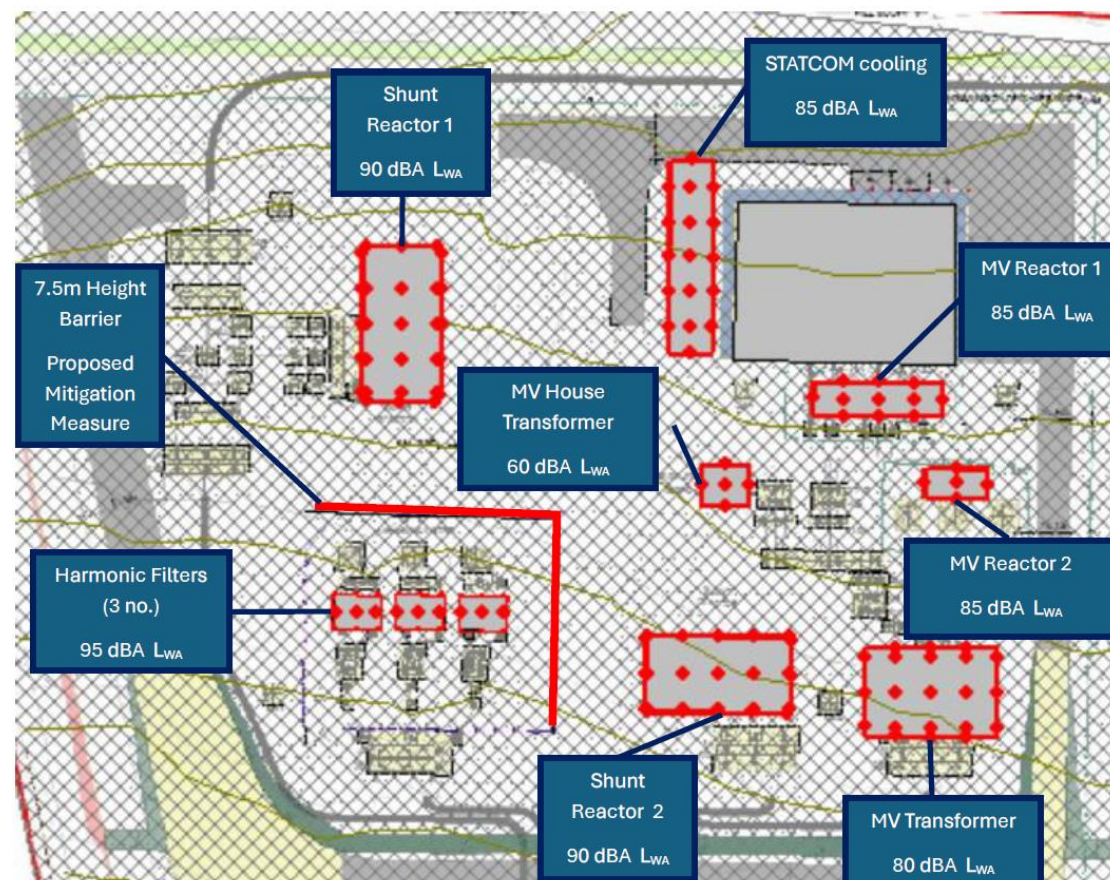 STATCOM cooling
85 dBA LWA
Shunt
Reactor 1
90 dBA LWA
MV Reactor 1
85 dBA LWA
7.5m Height
Barrier
Proposed
Mitigation
Measure
MV House
Transformer
60 dBA LWA
Harmonic Filters
(3 no.)
95 dBA LWA
MV Reactor 2
85 dBA LWA
Shunt
Reactor 2
90 dBA LWA
MV Transformer
80 dBA LWA